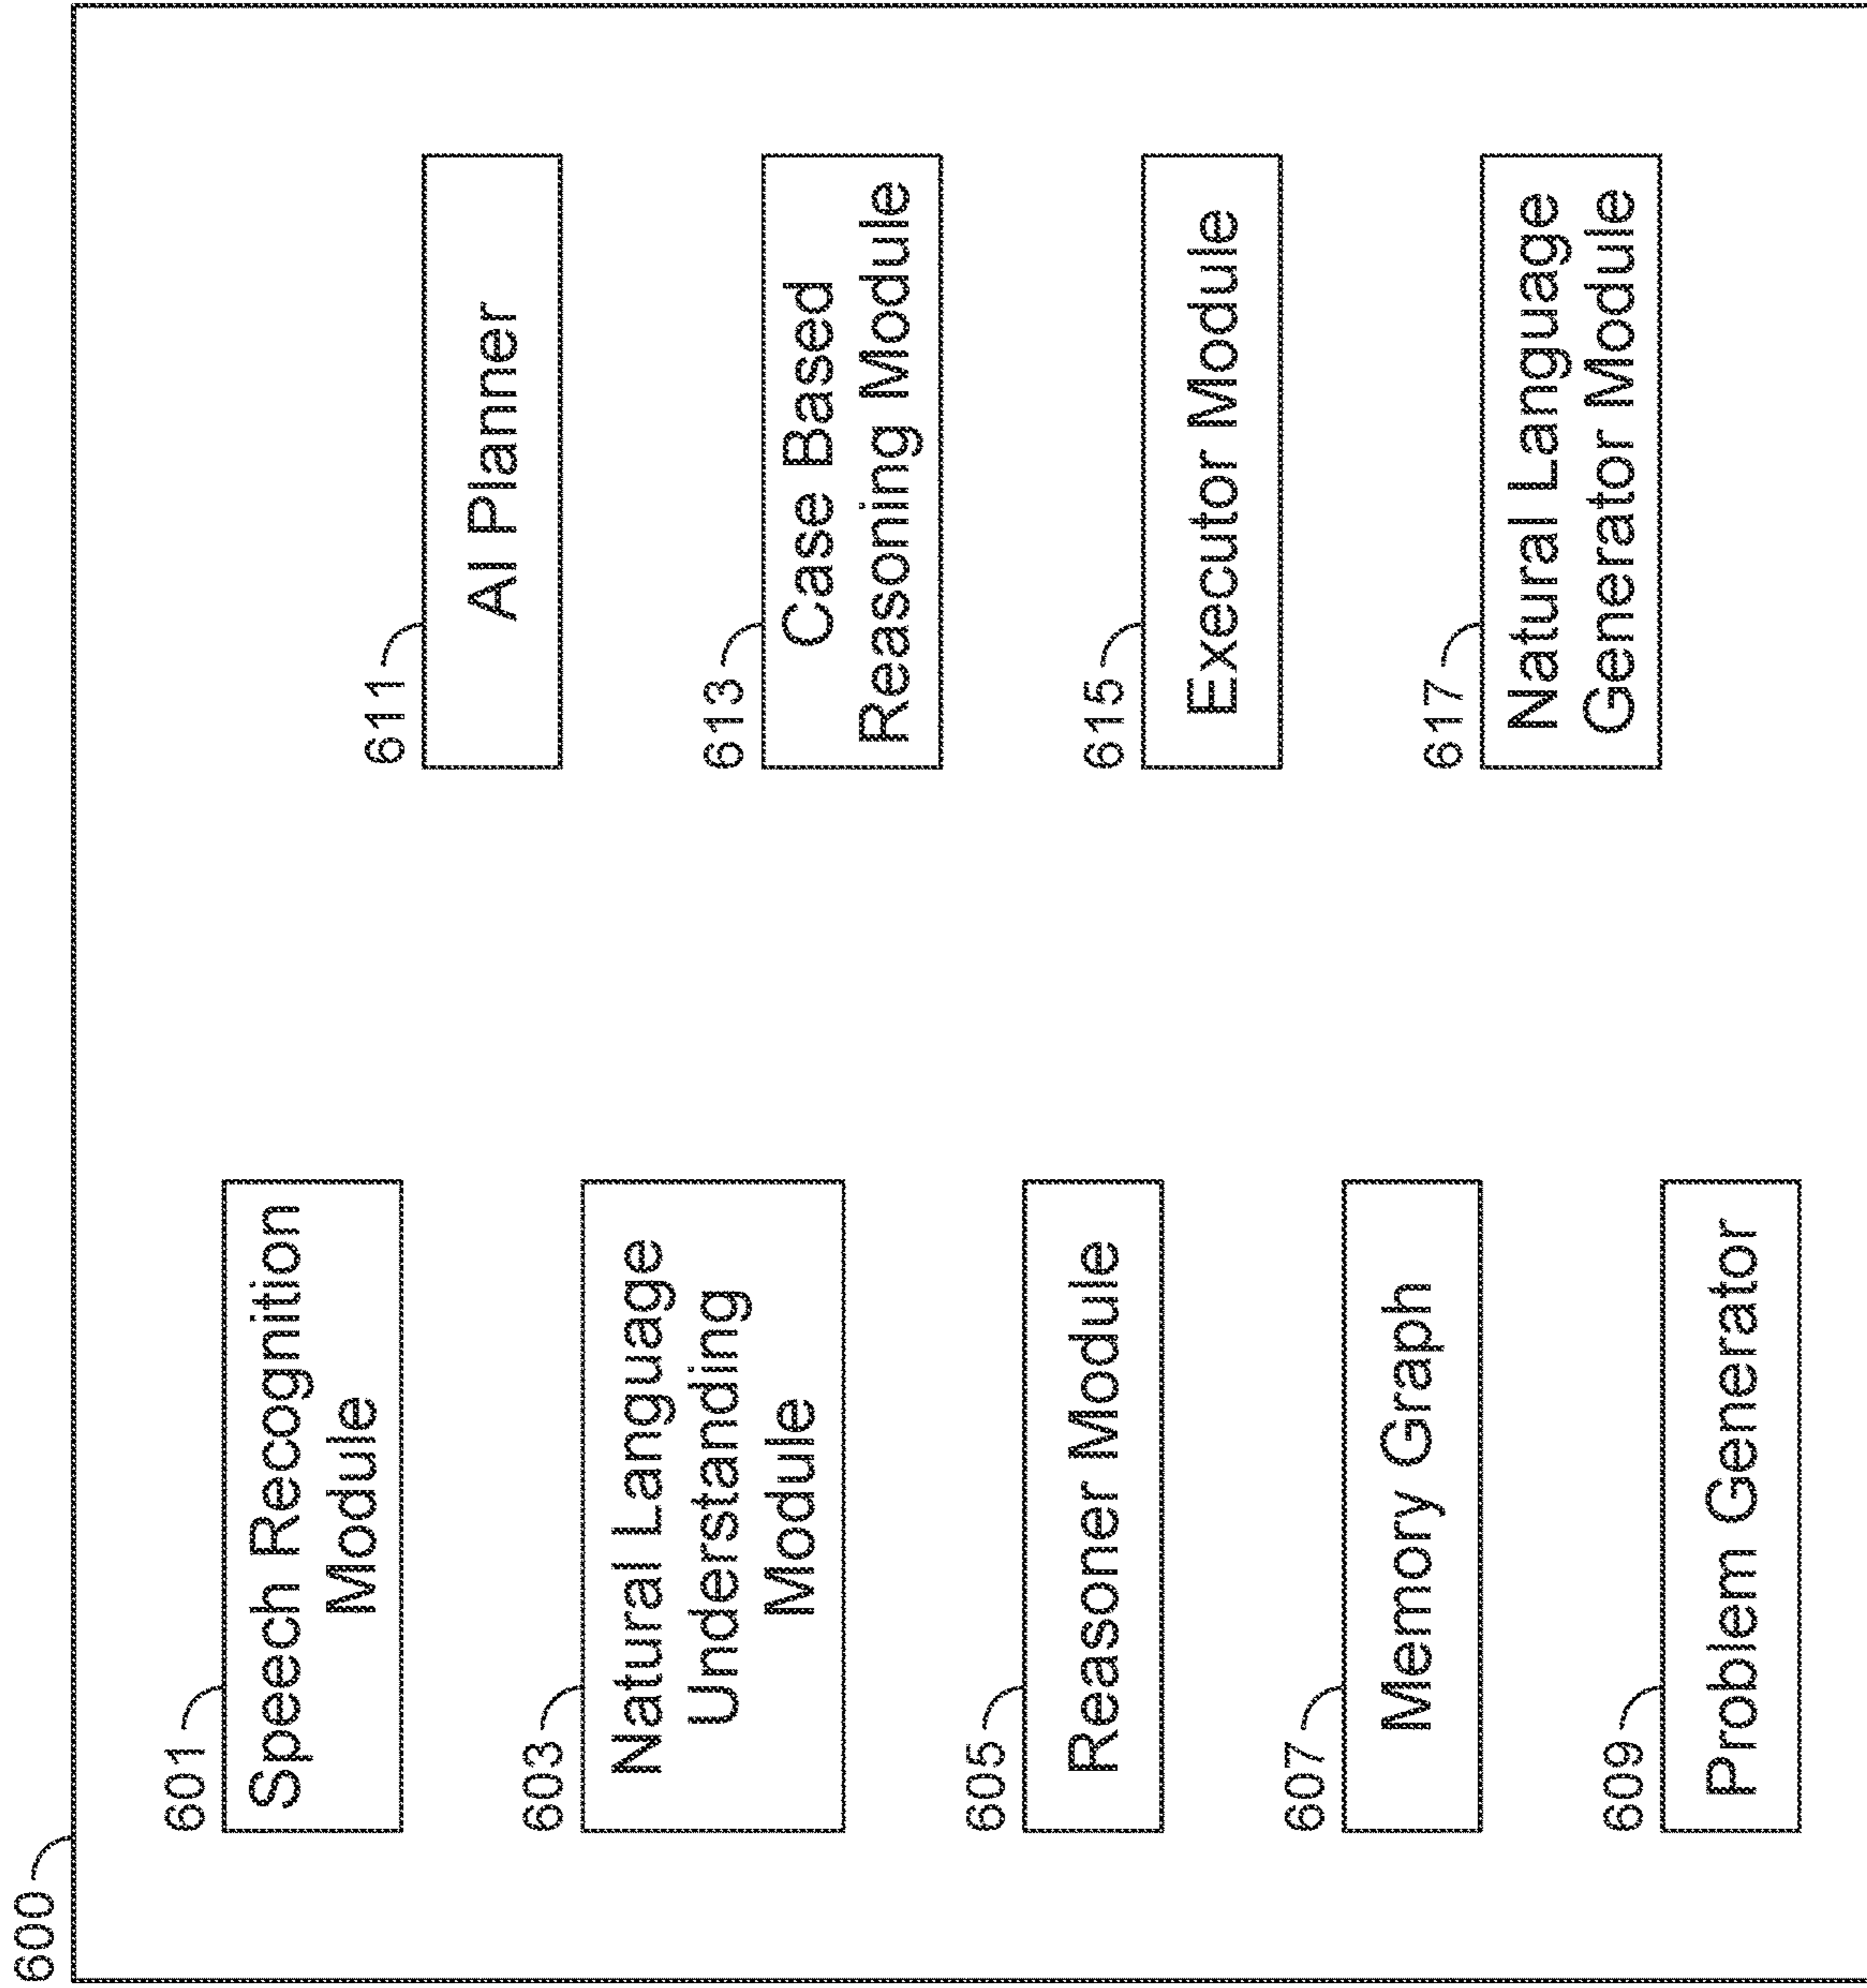 600
601
Speech Recognition
Module
603
Natural Language
Understanding
Module
605
Reasoner Module
607
Memory Graph
609
Problem Generator
611
AI Planner
613
Case Based
Reasoning Module
615
Executor Module
617
Natural Language
Generator Module